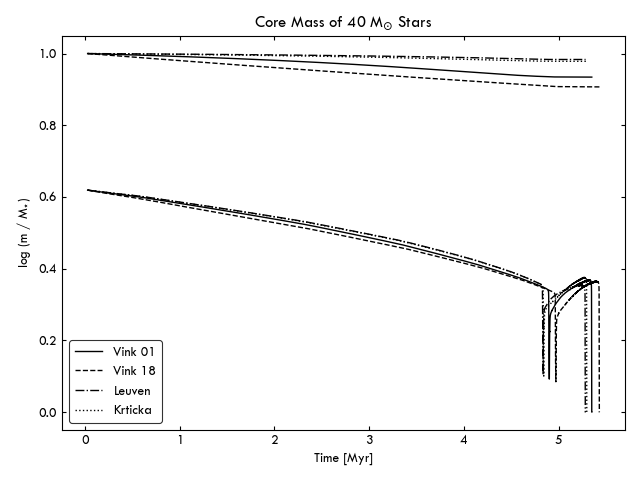 Core Mass of 40 M☉ Stars
log (m / M⋆)
1.0
0.8
0.6
0.4
0.2
0.0
Vink 01
Vink 18
Leuven
Krticka
0 1 2 3 4 5
Time [Myr]